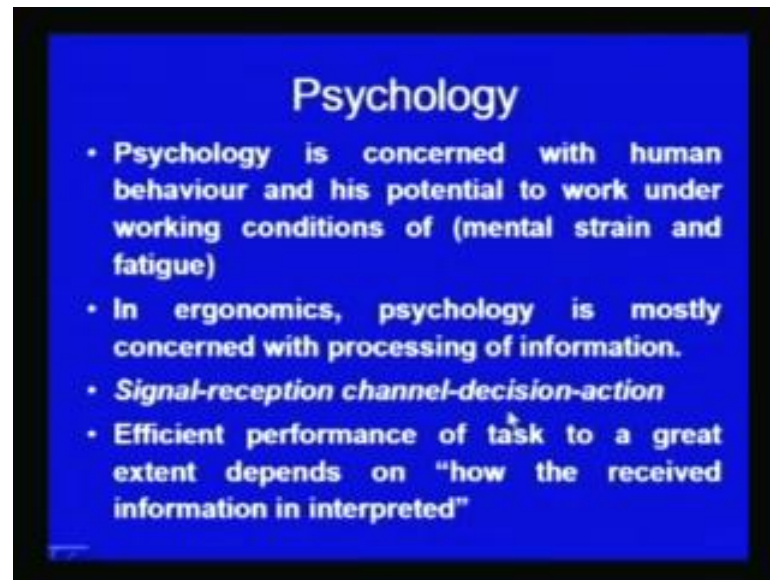 Psychology
• Psychology is concerned with human
behaviour and his potential to work under
working conditions of (mental strain and
fatigue)
• In ergonomics, psychology is mostly
concerned with processing of information.
• Signal-reception channel-decision-action
• Efficient performance of task to a great
extent depends on “how the received
information in interpreted”